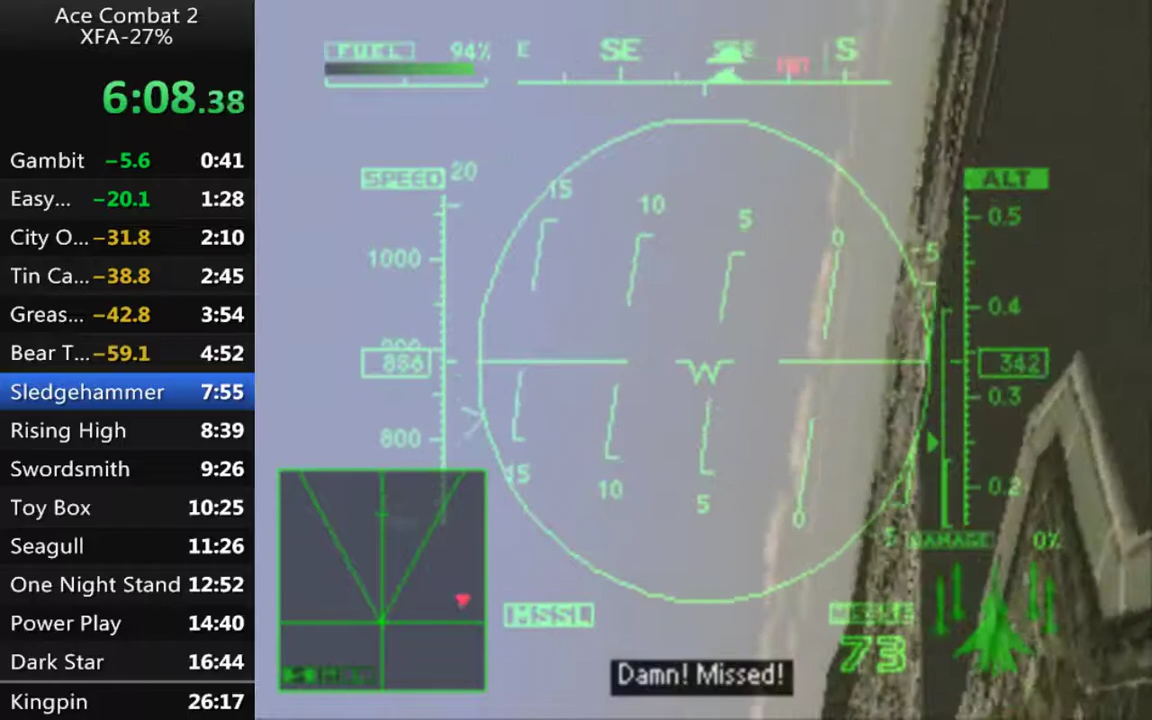 Ace Combat 2
XFA-27%
6:08.38
Gambit −5.6 0:41
Easy... −20.1 1:28
City O... −31.8 2:10
Tin Ca... −38.8 2:45
Greas... −42.8 3:54
Bear T... −59.1 4:52
Sledgehammer 7:55
Rising High 8:39
Swordsmith 9:26
Toy Box 10:25
Seagull 11:26
One Night Stand 12:52
Power Play 14:40
Dark Star 16:44
Kingpin 26:17
FUEL 94%
E SE SSE S
SPEED 20
1000
900
856
800
15 10 5 0 -5
15 10 5 0
ALT
0.5
0.4
342
0.3
0.2
DAMAGE 0%
MSSL
MISSILE
73
Damn! Missed!